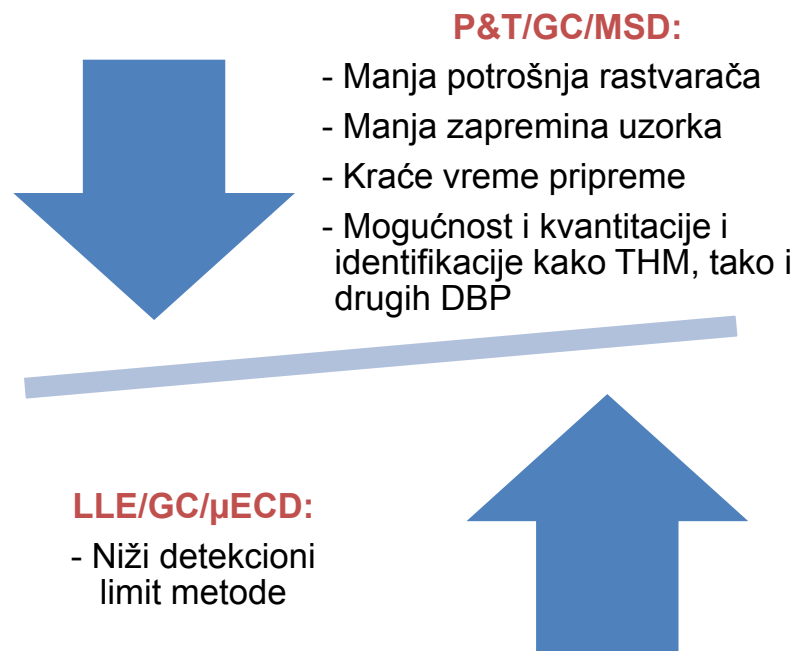 P&T/GC/MSD:
- Manja potrošnja rastvarača
- Manja zapremina uzorka
- Kraće vreme pripreme
- Mogućnost i kvantitacije i
identifikacije kako THM, tako i
drugih DBP
LLE/GC/µECD:
- Niži detekcioni
limit metode